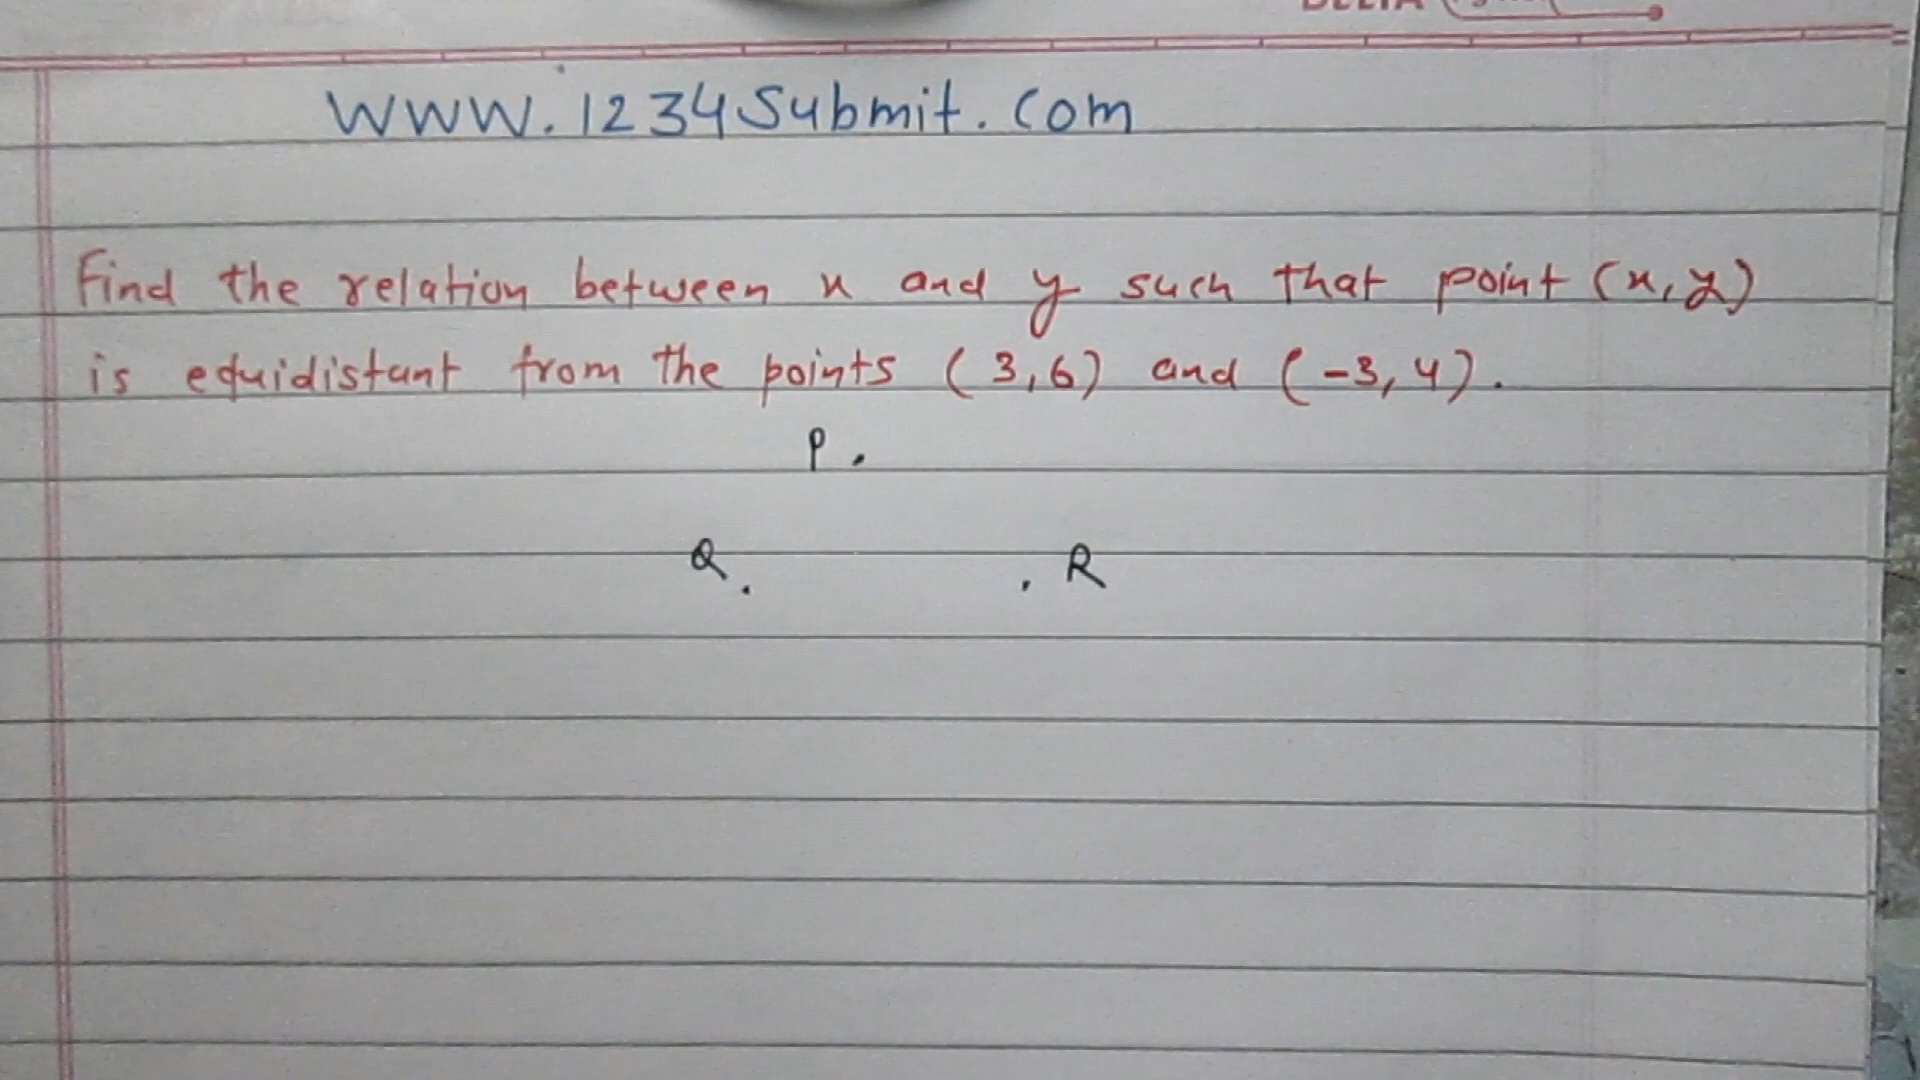 WWW.1234Submit.Com
Find the relation between x and y such that point (x,y)
is equidistant from the points (3,6) and (-3,4).
P.
Q. . R